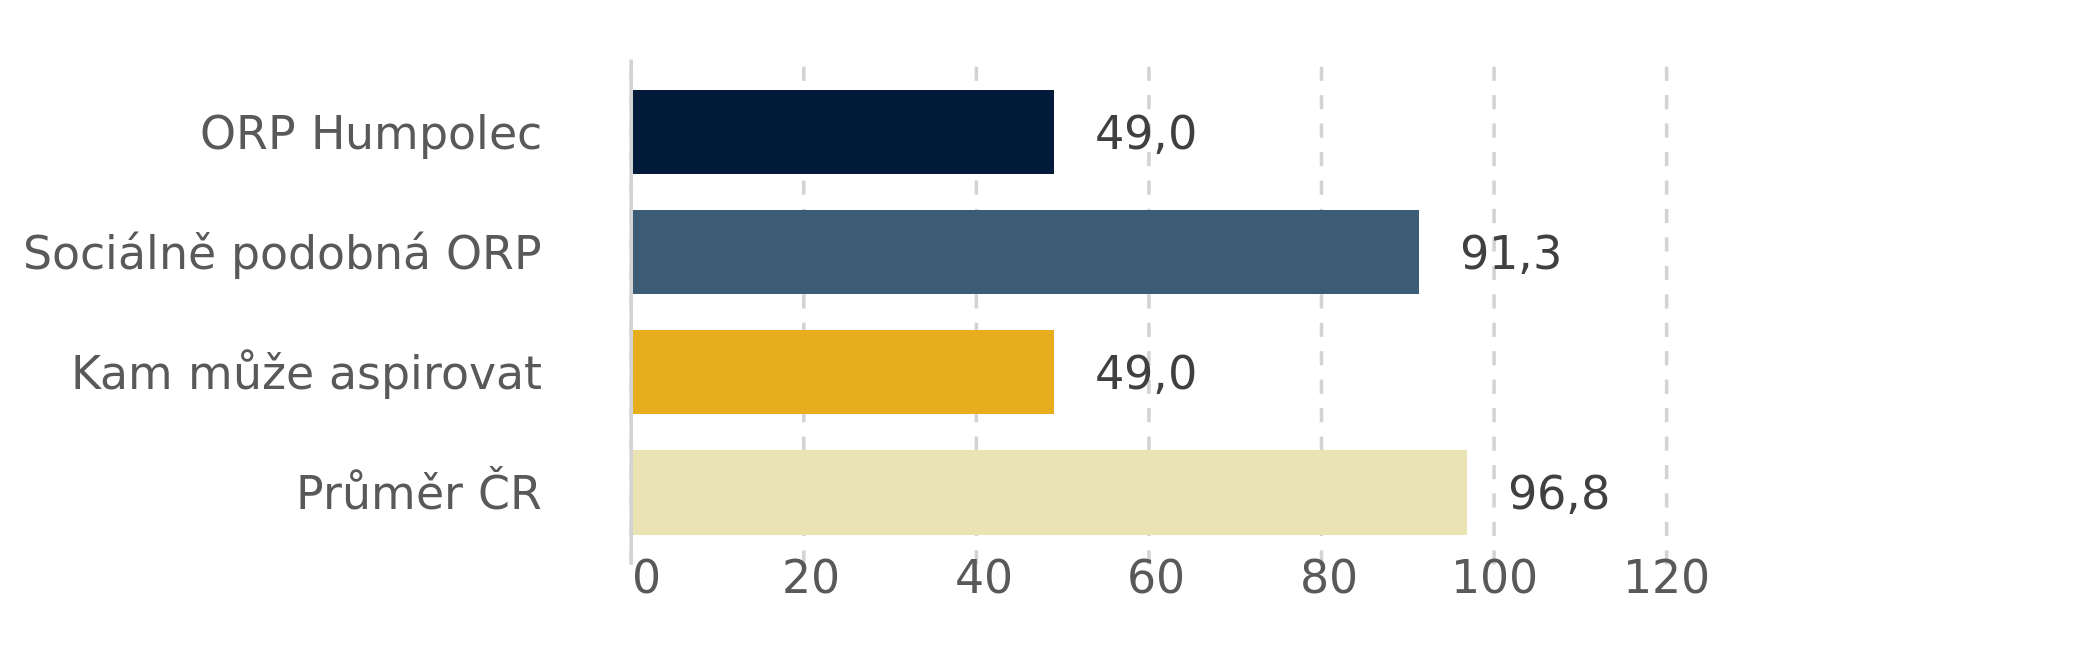 ORP Humpolec 49,0
Sociálně podobná ORP 91,3
Kam může aspirovat 49,0
Průměr ČR 96,8
0 20 40 60 80 100 120